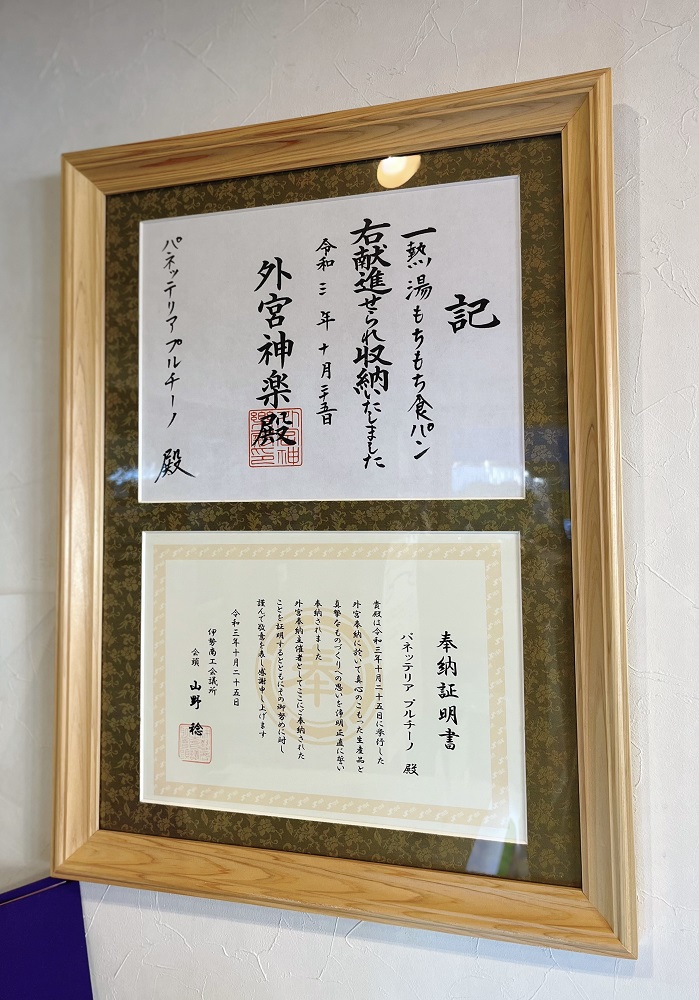 記
一熱湯もちもち食パン
右献進せられ収納いたしました
令和三年十月二十五日
外宮神楽殿
パネッテリア プルチーノ 殿
奉納証明書
パネッテリア プルチーノ 殿
貴殿は令和三年十月二十五日に挙行した
外宮奉納に於いて真心のこもった生産品と
真摯なものづくりへの思いを浄明正直に誓い
奉納されました
外宮奉納主催者としてここにご奉納された
ことを証明するとともにその御努めに対し
謹んで敬意を表し感謝申し上げます
令和三年十月二十五日
伊勢商工会議所
会頭 山野 稔